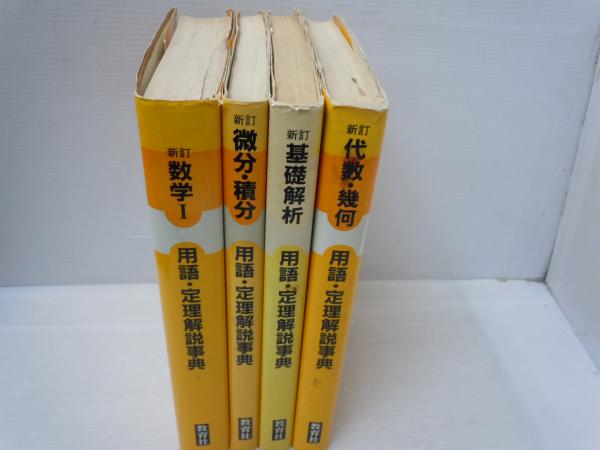 新訂
数学I
用語・定理解説事典
教育社
新訂
微分・積分
用語・定理解説事典
教育社
新訂
基礎解析
用語・定理解説事典
教育社
新訂
代数・幾何
用語・定理解説事典
教育社